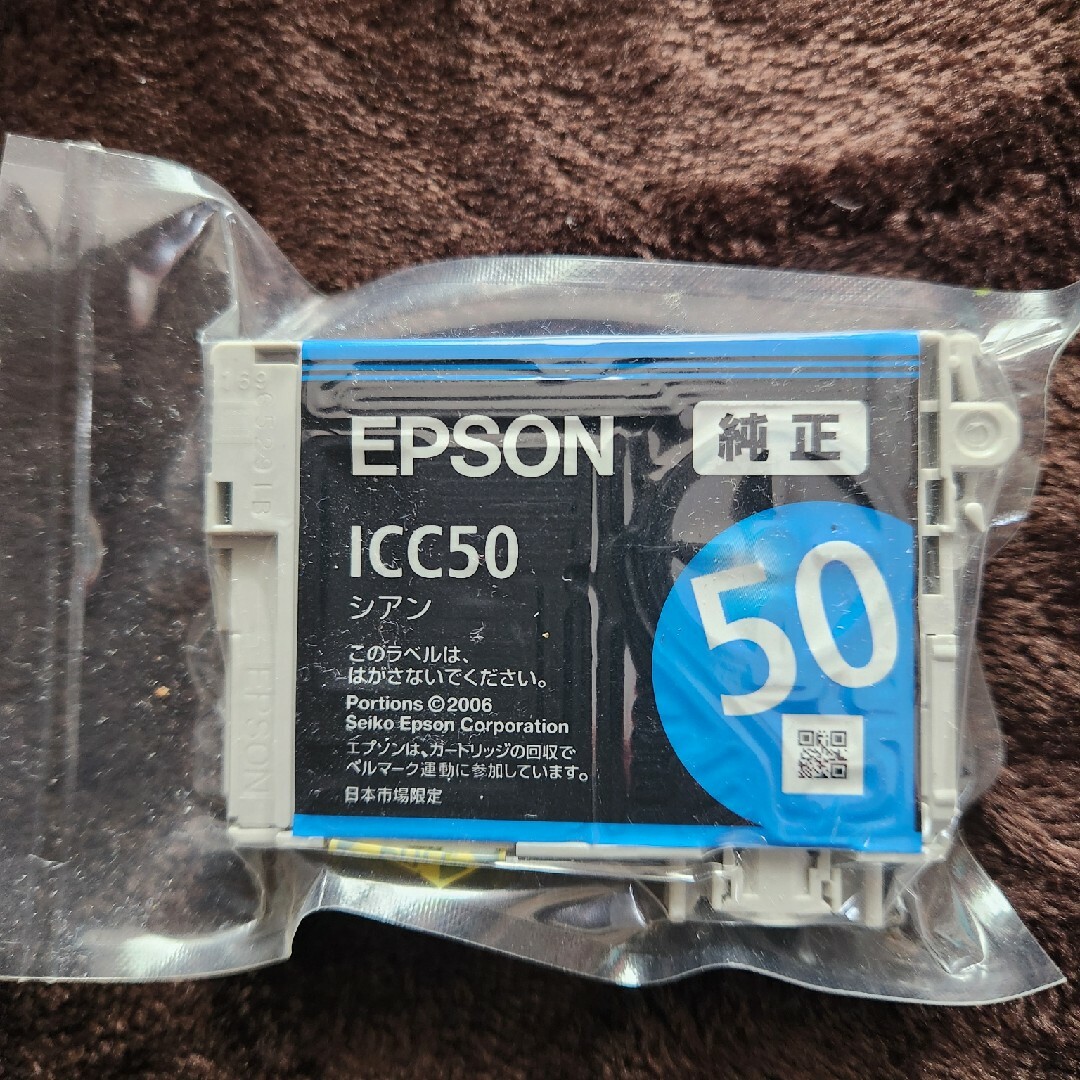 EPSON
純正
ICC50
シアン
50
このラベルは、
はがさないでください。
Portions ©2006
Seiko Epson Corporation
エプソンは、カートリッジの回収で
ベルマーク運動に参加しています。
日本市場限定
EPSON